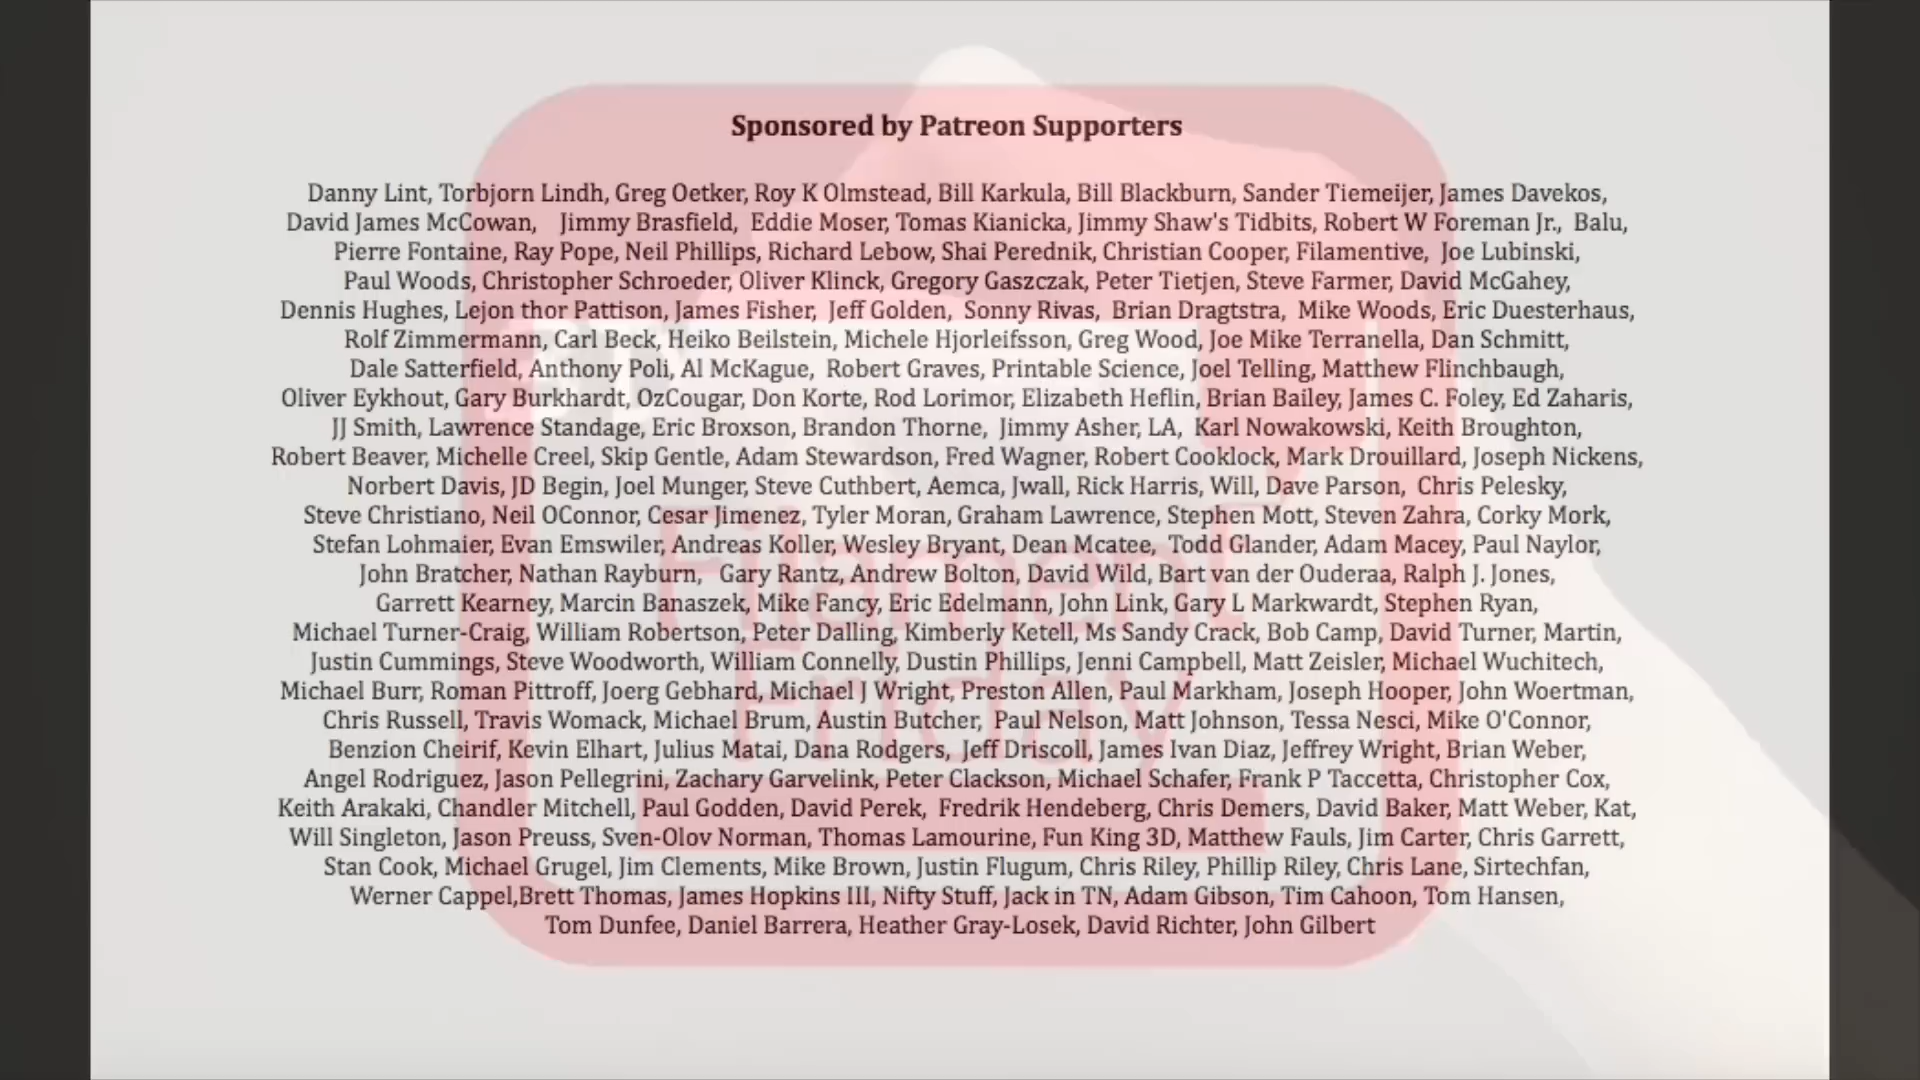 Sponsored by Patreon Supporters
Danny Lint, Torbjorn Lindh, Greg Oetker, Roy K Olmstead, Bill Karkula, Bill Blackburn, Sander Tiemeijer, James Davekos,
David James McCowan, Jimmy Brasfield, Eddie Moser, Tomas Kianicka, Jimmy Shaw's Tidbits, Robert W Foreman Jr., Balu,
Pierre Fontaine, Ray Pope, Neil Phillips, Richard Lebow, Shai Perednik, Christian Cooper, Filamentive, Joe Lubinski,
Paul Woods, Christopher Schroeder, Oliver Klinck, Gregory Gaszczak, Peter Tietjen, Steve Farmer, David McGahey,
Dennis Hughes, Lejon thor Pattison, James Fisher, Jeff Golden, Sonny Rivas, Brian Dragtstra, Mike Woods, Eric Duesterhaus,
Rolf Zimmermann, Carl Beck, Heiko Beilstein, Michele Hjorleifsson, Greg Wood, Joe Mike Terranella, Dan Schmitt,
Dale Satterfield, Anthony Poli, Al McKague, Robert Graves, Printable Science, Joel Telling, Matthew Flinchbaugh,
Oliver Eykhout, Gary Burkhardt, OzCougar, Don Korte, Rod Lorimor, Elizabeth Heflin, Brian Bailey, James C. Foley, Ed Zaharis,
JJ Smith, Lawrence Standage, Eric Broxson, Brandon Thorne, Jimmy Asher, LA, Karl Nowakowski, Keith Broughton,
Robert Beaver, Michelle Creel, Skip Gentle, Adam Stewardson, Fred Wagner, Robert Cooklock, Mark Drouillard, Joseph Nickens,
Norbert Davis, JD Begin, Joel Munger, Steve Cuthbert, Aemca, Jwall, Rick Harris, Will, Dave Parson, Chris Pelesky,
Steve Christiano, Neil OConnor, Cesar Jimenez, Tyler Moran, Graham Lawrence, Stephen Mott, Steven Zahra, Corky Mork,
Stefan Lohmaier, Evan Emswiler, Andreas Koller, Wesley Bryant, Dean Mcatee, Todd Glander, Adam Macey, Paul Naylor,
John Bratcher, Nathan Rayburn, Gary Rantz, Andrew Bolton, David Wild, Bart van der Ouderaa, Ralph J. Jones,
Garrett Kearney, Marcin Banaszek, Mike Fancy, Eric Edelmann, John Link, Gary L Markwardt, Stephen Ryan,
Michael Turner-Craig, William Robertson, Peter Dalling, Kimberly Ketell, Ms Sandy Crack, Bob Camp, David Turner, Martin,
Justin Cummings, Steve Woodworth, William Connelly, Dustin Phillips, Jenni Campbell, Matt Zeisler, Michael Wuchitech,
Michael Burr, Roman Pittroff, Joerg Gebhard, Michael J Wright, Preston Allen, Paul Markham, Joseph Hooper, John Woertman,
Chris Russell, Travis Womack, Michael Brum, Austin Butcher, Paul Nelson, Matt Johnson, Tessa Nesci, Mike O'Connor,
Benzion Cheirif, Kevin Elhart, Julius Matai, Dana Rodgers, Jeff Driscoll, James Ivan Diaz, Jeffrey Wright, Brian Weber,
Angel Rodriguez, Jason Pellegrini, Zachary Garvelink, Peter Clackson, Michael Schafer, Frank P Taccetta, Christopher Cox,
Keith Arakaki, Chandler Mitchell, Paul Godden, David Perek, Fredrik Hendeberg, Chris Demers, David Baker, Matt Weber, Kat,
Will Singleton, Jason Preuss, Sven-Olov Norman, Thomas Lamourine, Fun King 3D, Matthew Fauls, Jim Carter, Chris Garrett,
Stan Cook, Michael Grugel, Jim Clements, Mike Brown, Justin Flugum, Chris Riley, Phillip Riley, Chris Lane, Sirtechfan,
Werner Cappel,Brett Thomas, James Hopkins III, Nifty Stuff, Jack in TN, Adam Gibson, Tim Cahoon, Tom Hansen,
Tom Dunfee, Daniel Barrera, Heather Gray-Losek, David Richter, John Gilbert
Filament
Friday